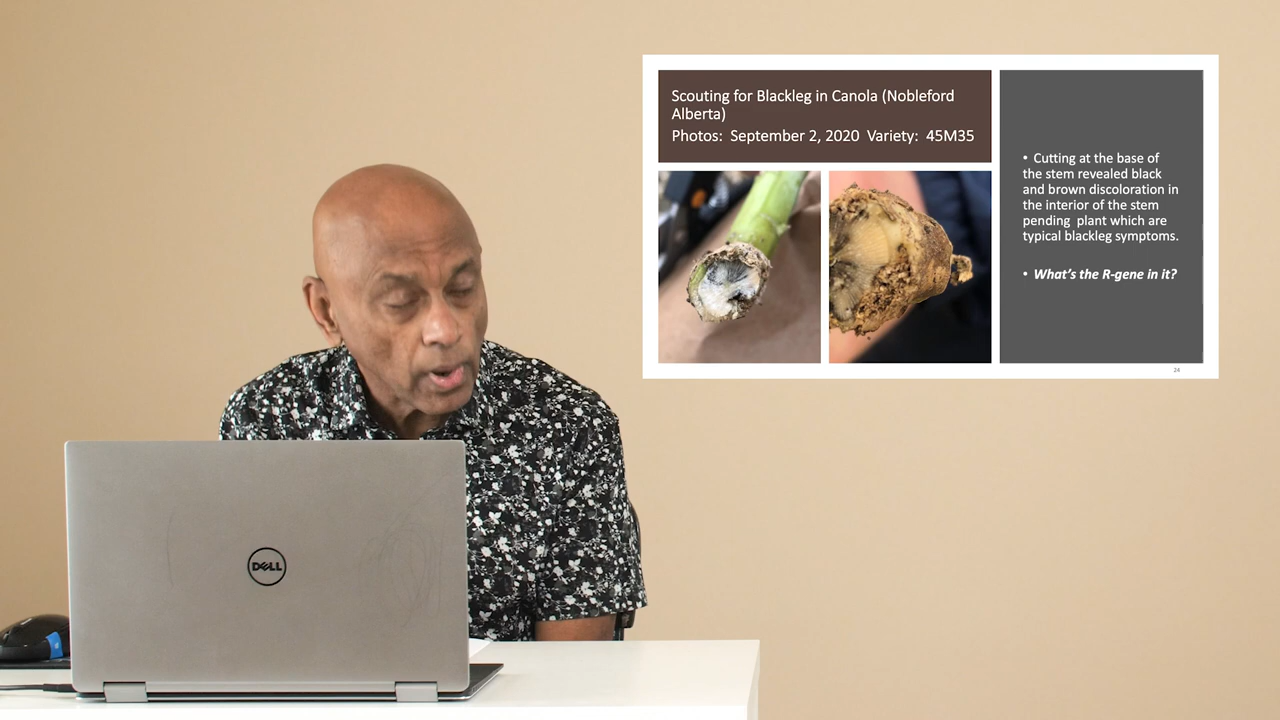 Scouting for Blackleg in Canola (Nobleford
Alberta)
Photos: September 2, 2020 Variety: 45M35
• Cutting at the base of
the stem revealed black
and brown discoloration in
the interior of the stem
pending plant which are
typical blackleg symptoms.
• What's the R-gene in it?
24
DELL